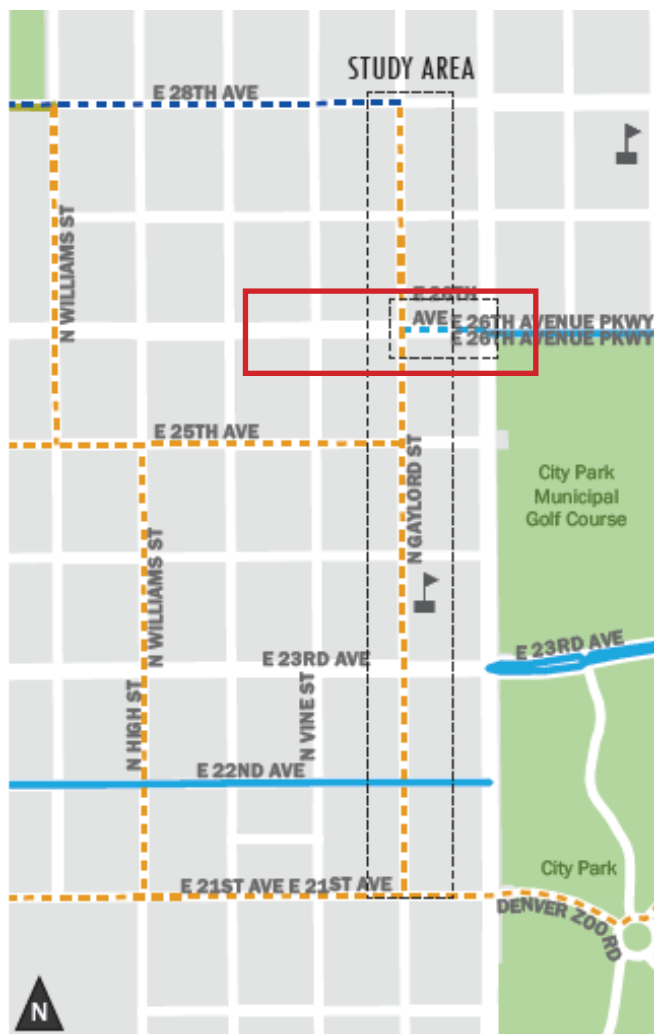 STUDY AREA
E 28TH AVE
N WILLIAMS ST
E 26TH
AVE
E 26TH AVENUE PKWY
E 26TH AVENUE PKWY
E 25TH AVE
N GAYLORD ST
City Park
Municipal
Golf Course
N WILLIAMS ST
E 23RD AVE
E 23RD AVE
N HIGH ST
N VINE ST
E 22ND AVE
City Park
E 21ST AVE E 21ST AVE
DENVER ZOO RD
N